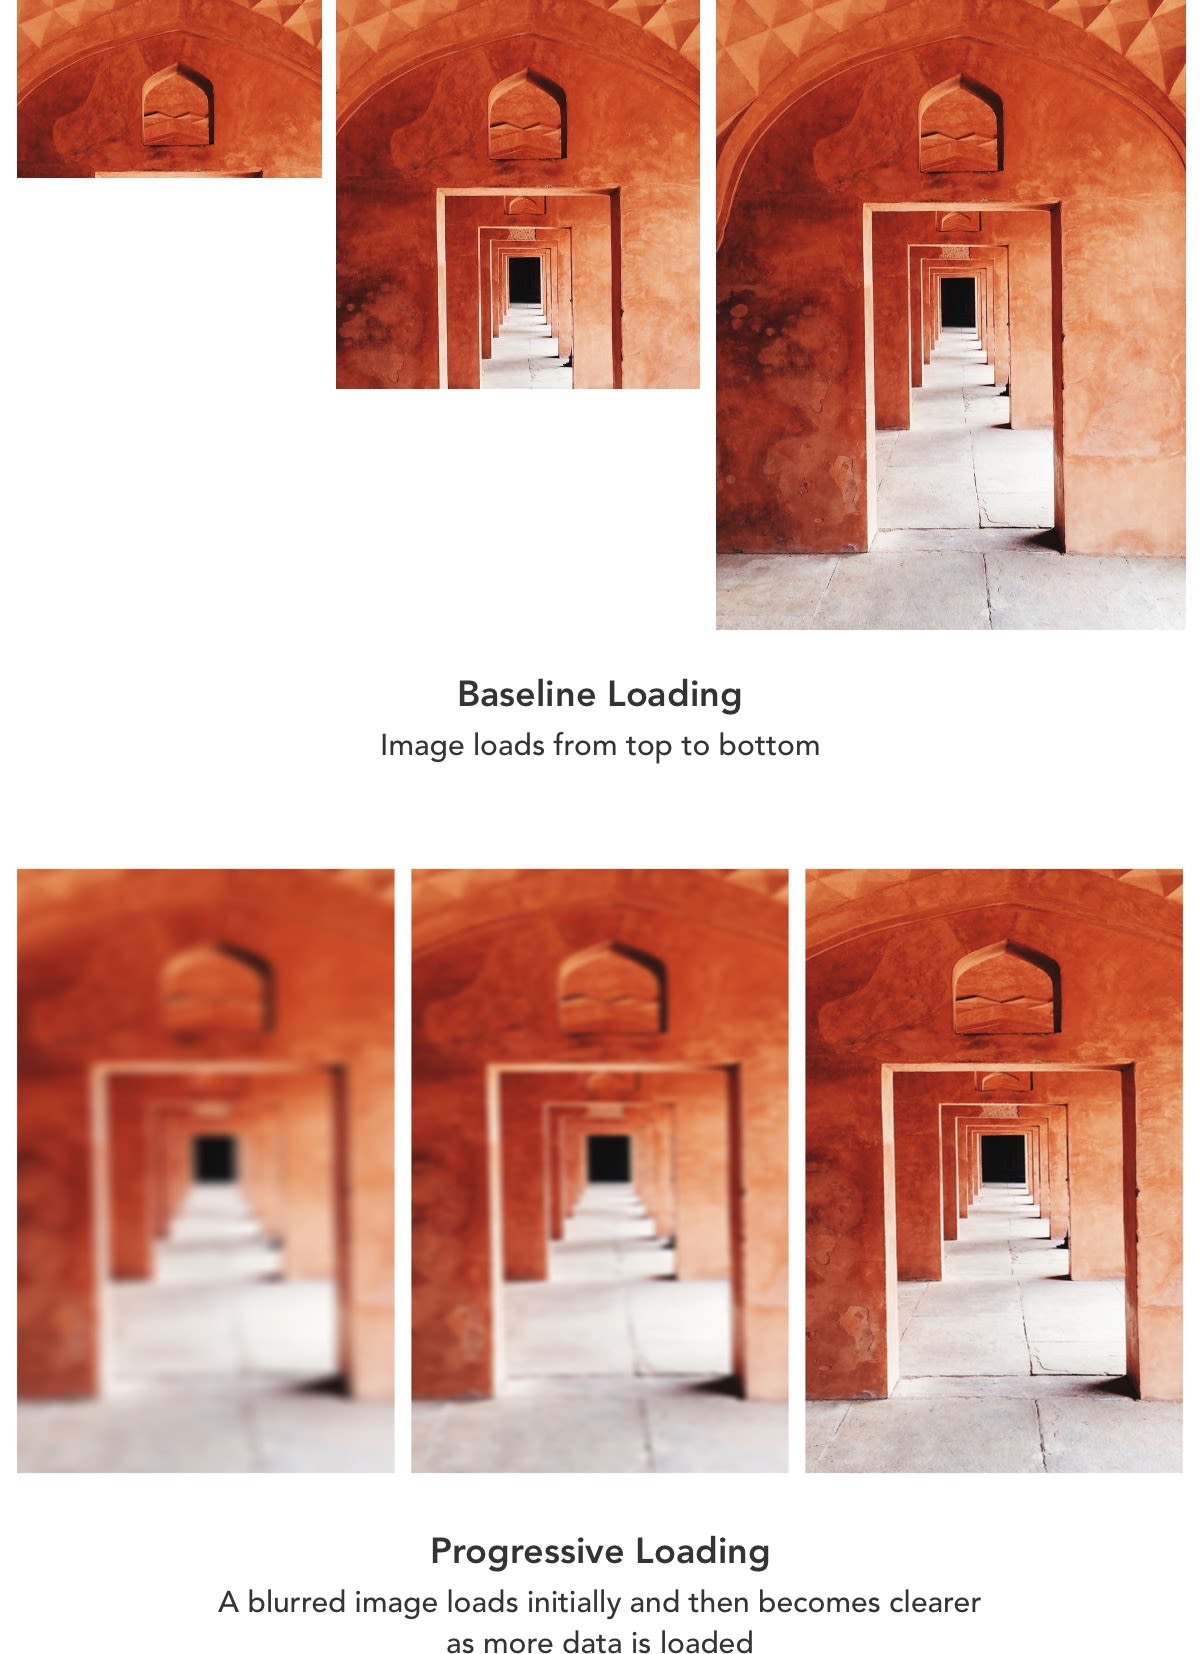 Baseline Loading
Image loads from top to bottom
Progressive Loading
A blurred image loads initially and then becomes clearer
as more data is loaded